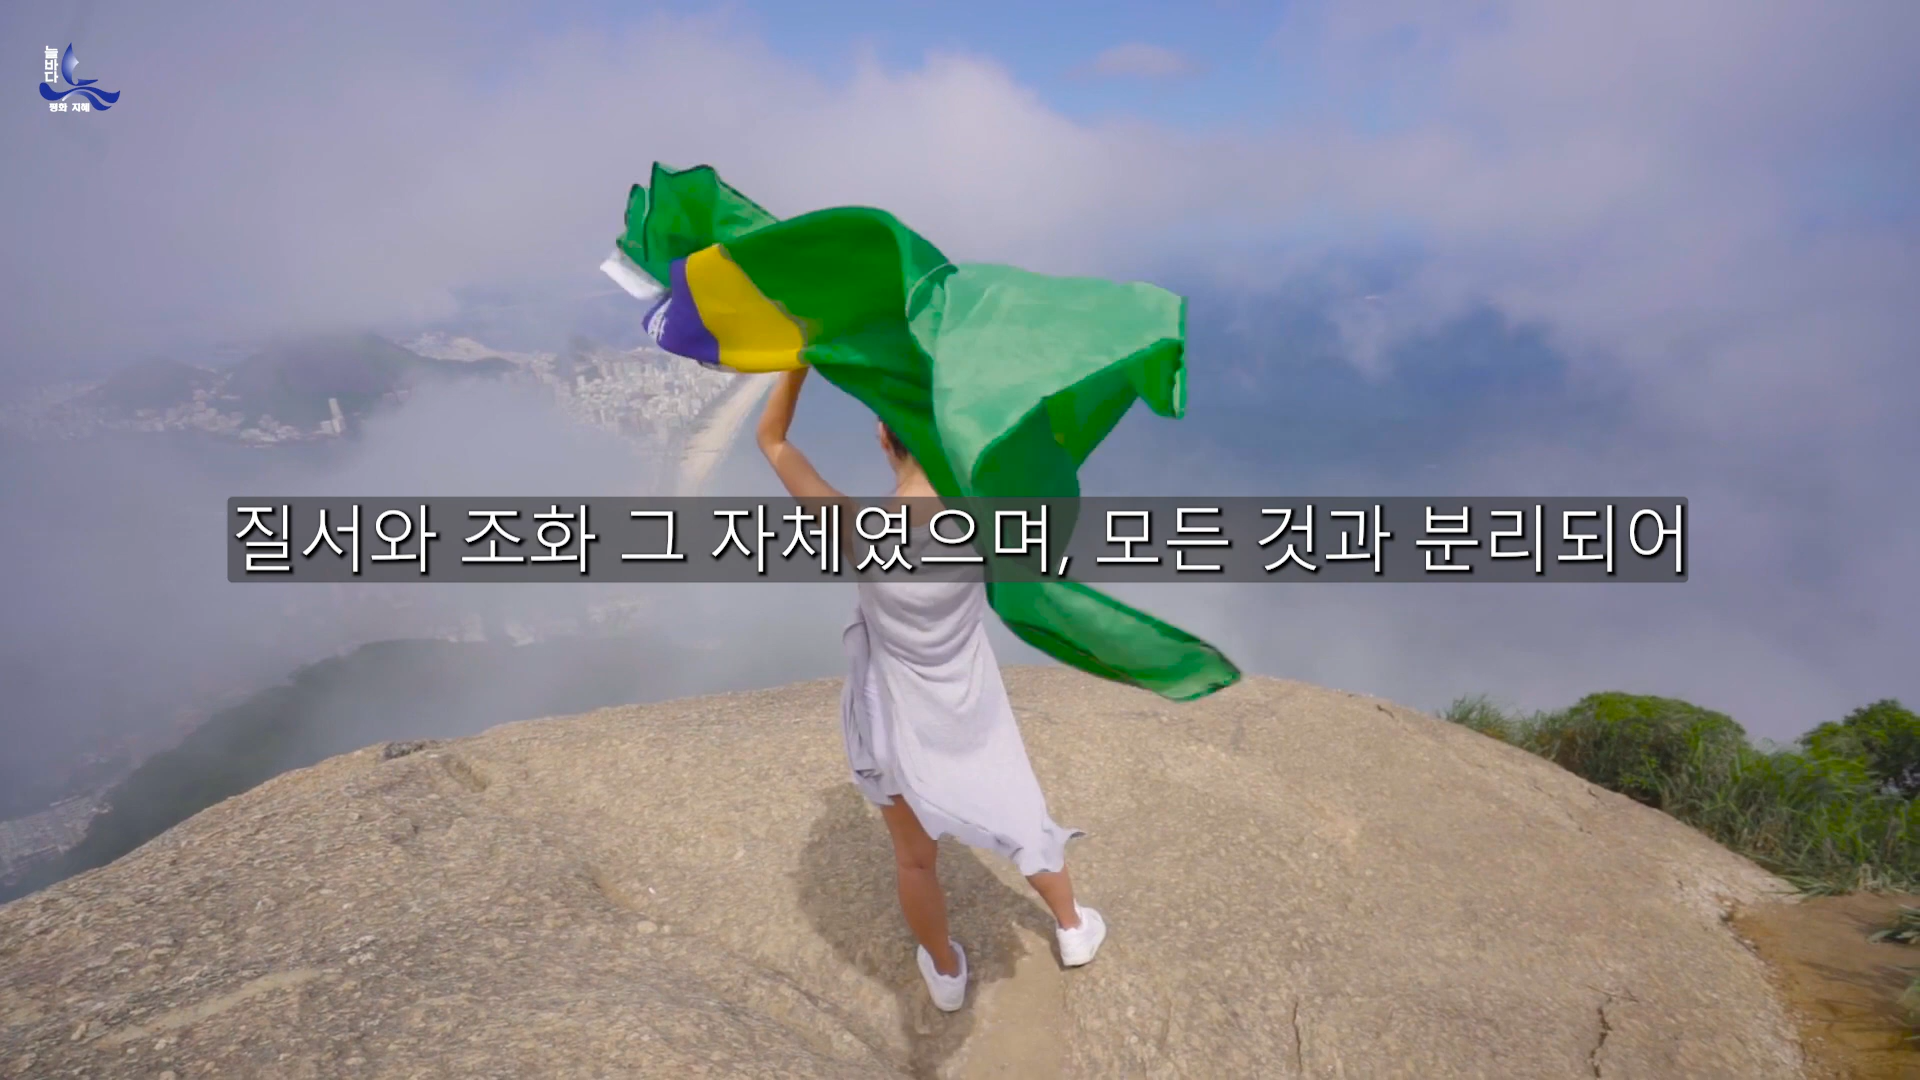 늘바다
평화 지혜
질서와 조화 그 자체였으며, 모든 것과 분리되어